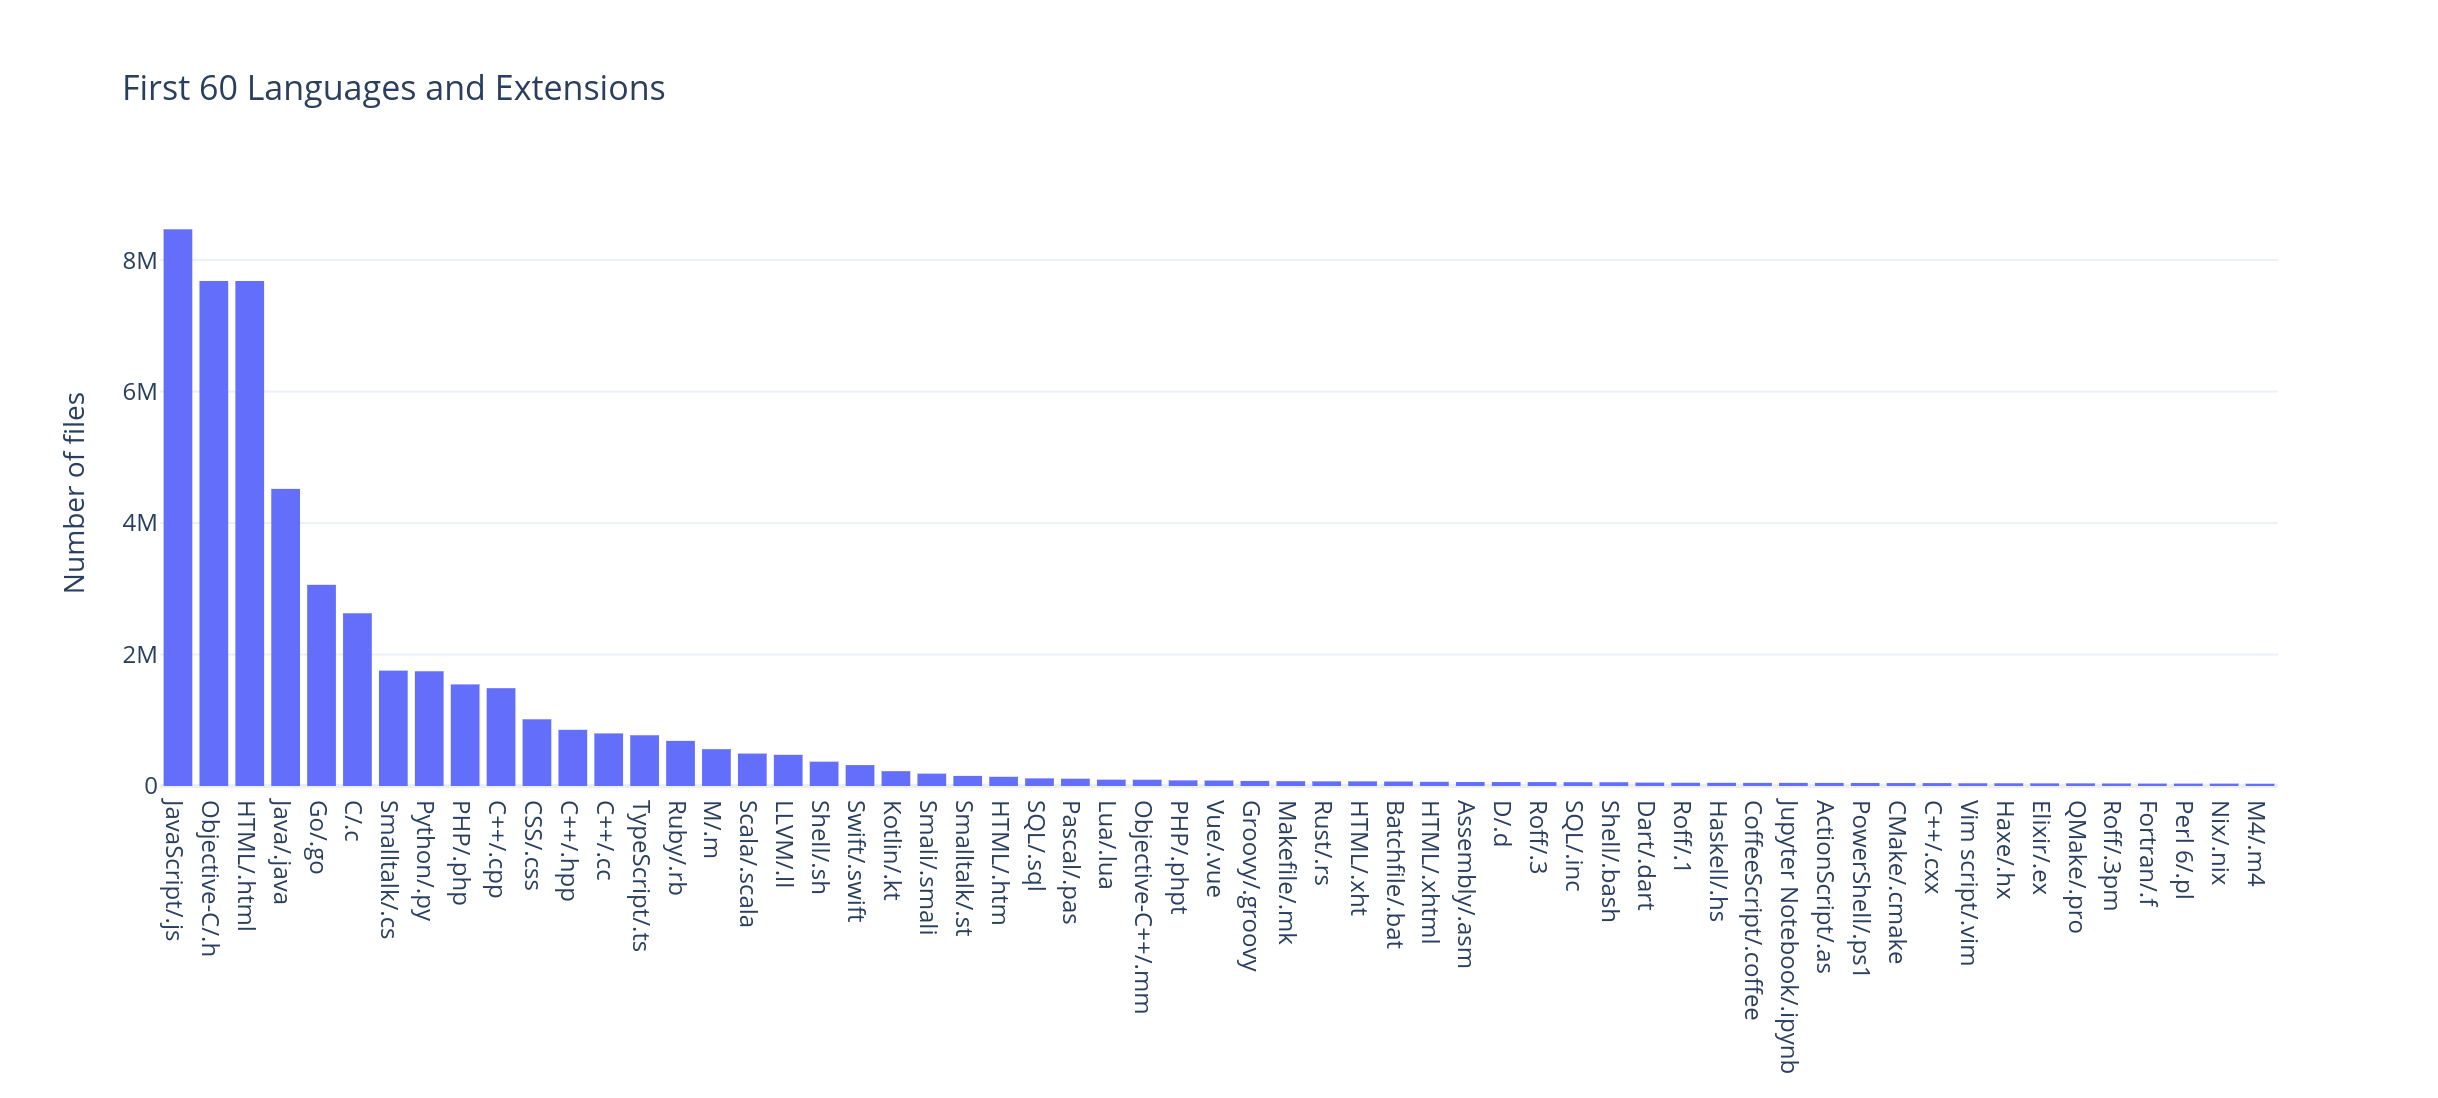 First 60 Languages and Extensions
Number of files
8M
6M
4M
2M
0
JavaScript/.js
Objective-C/.h
HTML/.html
Java/.java
Go/.go
C/.c
Smalltalk/.cs
Python/.py
PHP/.php
C++/.cpp
CSS/.css
C++/.hpp
C++/.cc
TypeScript/.ts
Ruby/.rb
M/.m
Scala/.scala
LLVM/.ll
Shell/.sh
Swift/.swift
Kotlin/.kt
Smali/.smali
Smalltalk/.st
HTML/.htm
SQL/.sql
Pascal/.pas
Lua/.lua
Objective-C++/.mm
PHP/.phpt
Vue/.vue
Groovy/.groovy
Makefile/.mk
Rust/.rs
HTML/.xht
Batchfile/.bat
HTML/.xhtml
Assembly/.asm
D/.d
Roff/.3
SQL/.inc
Shell/.bash
Dart/.dart
Roff/.1
Haskell/.hs
CoffeeScript/.coffee
Jupyter Notebook/.ipynb
ActionScript/.as
PowerShell/.ps1
CMake/.cmake
C++/.cxx
Vim script/.vim
Haxe/.hx
Elixir/.ex
QMake/.pro
Roff/.3pm
Fortran/.f
Perl 6/.pl
Nix/.nix
M4/.m4